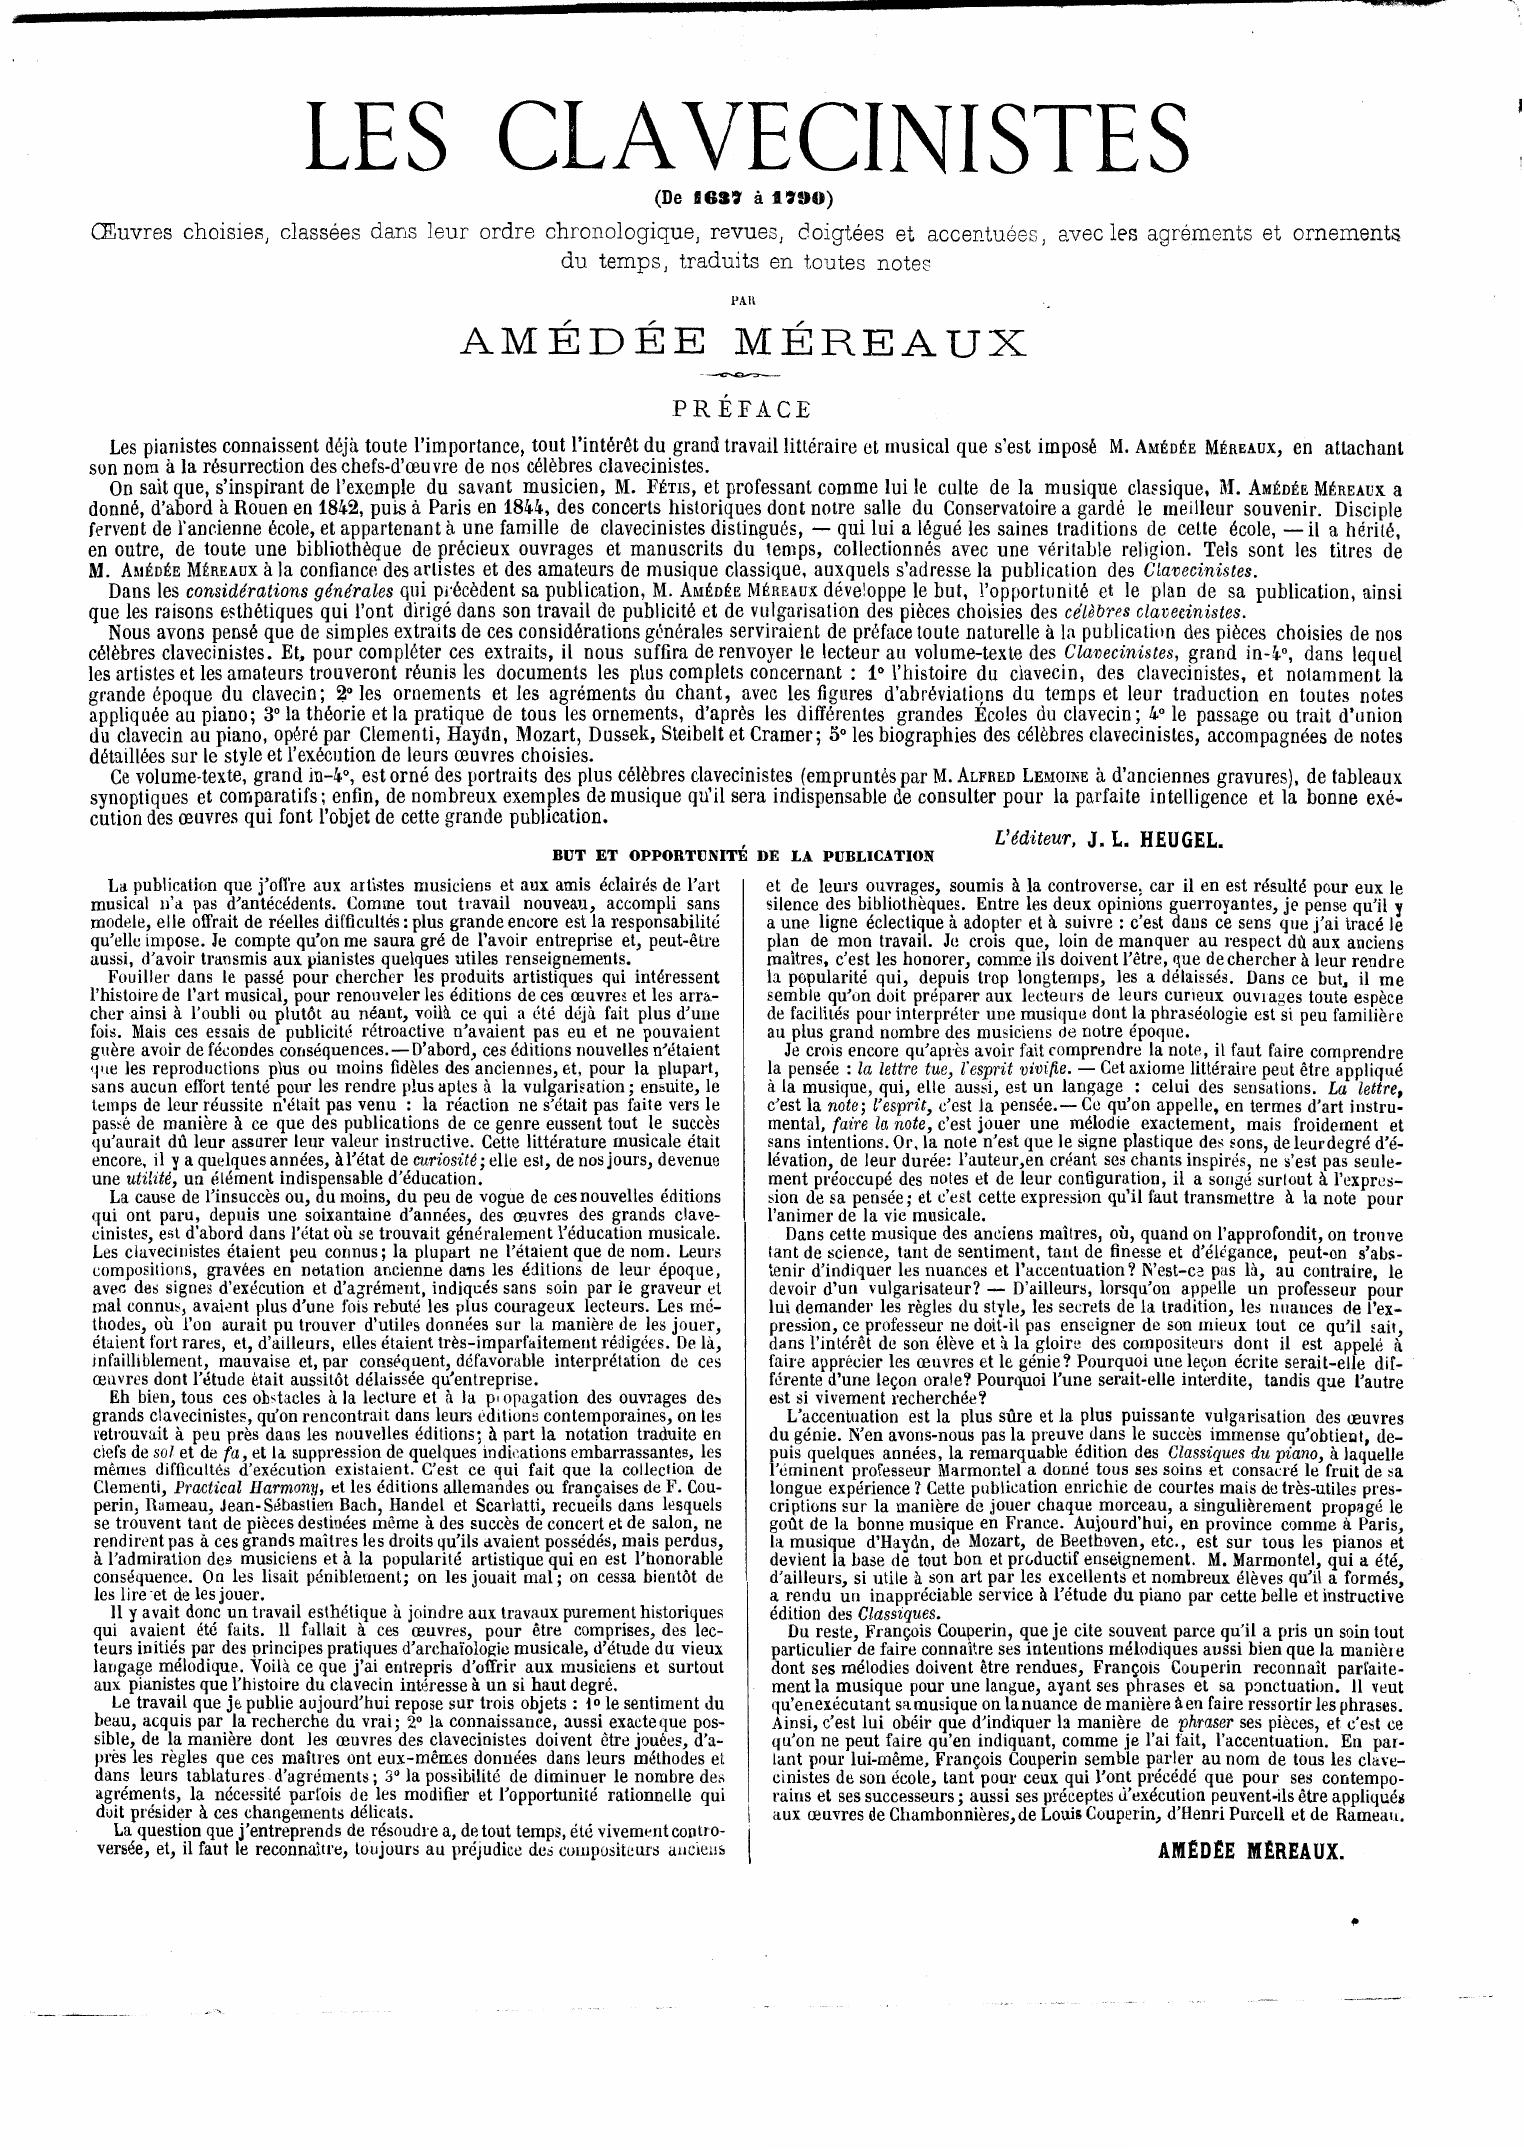 LES CLAVECINISTES
(De 1637 à 1790)
Œuvres choisies, classées dans leur ordre chronologique, revues, doigtées et accentuées, avec les agréments et ornements
du temps, traduits en toutes notes
PAR
AMÉDÉE MÉREAUX
PRÉFACE
Les pianistes connaissent déjà toute l'importance, tout l'intérêt du grand travail littéraire et musical que s'est imposé M. AMÉDÉE MÉREAUX, en attachant
son nom à la résurrection des chefs-d'œuvre de nos célèbres clavecinistes.
On sait que, s'inspirant de l'exemple du savant musicien, M. FÉTIS, et professant comme lui le culte de la musique classique, M. AMÉDÉE MÉREAUX a
donné, d'abord à Rouen en 1842, puis à Paris en 1844, des concerts historiques dont notre salle du Conservatoire a gardé le meilleur souvenir. Disciple
fervent de l'ancienne école, et appartenant à une famille de clavecinistes distingués, — qui lui a légué les saines traditions de cette école, — il a hérité,
en outre, de toute une bibliothèque de précieux ouvrages et manuscrits du temps, collectionnés avec une véritable religion. Tels sont les titres de
M. AMÉDÉE MÉREAUX à la confiance des artistes et des amateurs de musique classique, auxquels s'adresse la publication des Clavecinistes.
Dans les considérations générales qui précèdent sa publication, M. AMÉDÉE MÉREAUX développe le but, l'opportunité et le plan de sa publication, ainsi
que les raisons esthétiques qui l'ont dirigé dans son travail de publicité et de vulgarisation des pièces choisies des célèbres clavecinistes.
Nous avons pensé que de simples extraits de ces considérations générales serviraient de préface toute naturelle à la publication des pièces choisies de nos
célèbres clavecinistes. Et, pour compléter ces extraits, il nous suffira de renvoyer le lecteur au volume-texte des Clavecinistes, grand in-4°, dans lequel
les artistes et les amateurs trouveront réunis les documents les plus complets concernant : 1° l'histoire du clavecin, des clavecinistes, et notamment la
grande époque du clavecin; 2° les ornements et les agréments du chant, avec les figures d'abréviations du temps et leur traduction en toutes notes
appliquée au piano; 3° la théorie et la pratique de tous les ornements, d'après les différentes grandes Écoles du clavecin; 4° le passage ou trait d'union
du clavecin au piano, opéré par Clementi, Haydn, Mozart, Dussek, Steibelt et Cramer; 5° les biographies des célèbres clavecinistes, accompagnées de notes
détaillées sur le style et l'exécution de leurs œuvres choisies.
Ce volume-texte, grand in-4°, est orné des portraits des plus célèbres clavecinistes (empruntés par M. ALFRED LEMOINE à d'anciennes gravures), de tableaux
synoptiques et comparatifs; enfin, de nombreux exemples de musique qu'il sera indispensable de consulter pour la parfaite intelligence et la bonne exé-
cution des œuvres qui font l'objet de cette grande publication.
L'éditeur, J. L. HEUGEL.
BUT ET OPPORTUNITÉ DE LA PUBLICATION
La publication que j'offre aux artistes musiciens et aux amis éclairés de l'art
musical n'a pas d'antécédents. Comme tout travail nouveau, accompli sans
modele, elle offrait de réelles difficultés : plus grande encore est la responsabilité
qu'elle impose. Je compte qu'on me saura gré de l'avoir entreprise et, peut-être
aussi, d'avoir transmis aux pianistes quelques utiles renseignements.
Fouiller dans le passé pour chercher les produits artistiques qui intéressent
l'histoire de l'art musical, pour renouveler les éditions de ces œuvres et les arra-
cher ainsi à l'oubli ou plutôt au néant, voilà ce qui a été déjà fait plus d'une
fois. Mais ces essais de publicité rétroactive n'avaient pas eu et ne pouvaient
guère avoir de fécondes conséquences. — D'abord, ces éditions nouvelles n'étaient
que les reproductions plus ou moins fidèles des anciennes, et, pour la plupart,
sans aucun effort tenté pour les rendre plus aptes à la vulgarisation; ensuite, le
temps de leur réussite n'était pas venu : la réaction ne s'était pas faite vers le
passé de manière à ce que des publications de ce genre eussent tout le succès
qu'aurait dû leur assurer leur valeur instructive. Cette littérature musicale était
encore, il y a quelques années, à l'état de curiosité; elle est, de nos jours, devenue
une utilité, un élément indispensable d'éducation.
La cause de l'insuccès ou, du moins, du peu de vogue de ces nouvelles éditions
qui ont paru, depuis une soixantaine d'années, des œuvres des grands clave-
cinistes, est d'abord dans l'état où se trouvait généralement l'éducation musicale.
Les clavecinistes étaient peu connus; la plupart ne l'étaient que de nom. Leurs
compositions, gravées en notation ancienne dans les éditions de leur époque,
avec des signes d'exécution et d'agrément, indiqués sans soin par le graveur et
mal connus, avaient plus d'une fois rebuté les plus courageux lecteurs. Les mé-
thodes, où l'on aurait pu trouver d'utiles données sur la manière de les jouer,
étaient fort rares, et, d'ailleurs, elles étaient très-imparfaitement rédigées. De là,
infailliblement, mauvaise et, par conséquent, défavorable interprétation de ces
œuvres dont l'étude était aussitôt délaissée qu'entreprise.
Eh bien, tous ces obstacles à la lecture et à la propagation des ouvrages des
grands clavecinistes, qu'on rencontrait dans leurs éditions contemporaines, on les
retrouvait à peu près dans les nouvelles éditions; à part la notation traduite en
clefs de sol et de fa, et la suppression de quelques indications embarrassantes, les
mêmes difficultés d'exécution existaient. C'est ce qui fait que la collection de
Clementi, Practical Harmony, et les éditions allemandes ou françaises de F. Cou-
perin, Rameau, Jean-Sébastien Bach, Handel et Scarlatti, recueils dans lesquels
se trouvent tant de pièces destinées même à des succès de concert et de salon, ne
rendirent pas à ces grands maîtres les droits qu'ils avaient possédés, mais perdus,
à l'admiration des musiciens et à la popularité artistique qui en est l'honorable
conséquence. On les lisait péniblement; on les jouait mal; on cessa bientôt de
les lire et de les jouer.
Il y avait donc un travail esthétique à joindre aux travaux purement historiques
qui avaient été faits. Il fallait à ces œuvres, pour être comprises, des lec-
teurs initiés par des principes pratiques d'archaïologie musicale, d'étude du vieux
langage mélodique. Voilà ce que j'ai entrepris d'offrir aux musiciens et surtout
aux pianistes que l'histoire du clavecin intéresse à un si haut degré.
Le travail que je publie aujourd'hui repose sur trois objets : 1° le sentiment du
beau, acquis par la recherche du vrai; 2° la connaissance, aussi exacte que pos-
sible, de la manière dont les œuvres des clavecinistes doivent être jouées, d'a-
près les règles que ces maîtres ont eux-mêmes données dans leurs méthodes et
dans leurs tablatures d'agréments; 3° la possibilité de diminuer le nombre des
agréments, la nécessité parfois de les modifier et l'opportunité rationnelle qui
doit présider à ces changements délicats.
La question que j'entreprends de résoudre a, de tout temps, été vivement contro-
versée, et, il faut le reconnaître, toujours au préjudice des compositeurs anciens
et de leurs ouvrages, soumis à la controverse, car il en est résulté pour eux le
silence des bibliothèques. Entre les deux opinions guerroyantes, je pense qu'il y
a une ligne éclectique à adopter et à suivre : c'est dans ce sens que j'ai tracé le
plan de mon travail. Je crois que, loin de manquer au respect dû aux anciens
maîtres, c'est les honorer, comme ils doivent l'être, que de chercher à leur rendre
la popularité qui, depuis trop longtemps, les a délaissés. Dans ce but, il me
semble qu'on doit préparer aux lecteurs de leurs curieux ouvrages toute espèce
de facilités pour interpréter une musique dont la phraséologie est si peu familière
au plus grand nombre des musiciens de notre époque.
Je crois encore qu'après avoir fait comprendre la note, il faut faire comprendre
la pensée : la lettre tue, l'esprit vivifie. — Cet axiome littéraire peut être appliqué
à la musique, qui, elle aussi, est un langage : celui des sensations. La lettre,
c'est la note; l'esprit, c'est la pensée. — Ce qu'on appelle, en termes d'art instru-
mental, faire la note, c'est jouer une mélodie exactement, mais froidement et
sans intentions. Or, la note n'est que le signe plastique des sons, de leur degré d'é-
lévation, de leur durée: l'auteur, en créant ses chants inspirés, ne s'est pas seule-
ment préoccupé des notes et de leur configuration, il a songé surtout à l'expres-
sion de sa pensée; et c'est cette expression qu'il faut transmettre à la note pour
l'animer de la vie musicale.
Dans cette musique des anciens maîtres, où, quand on l'approfondit, on trouve
tant de science, tant de sentiment, tant de finesse et d'élégance, peut-on s'abs-
tenir d'indiquer les nuances et l'accentuation? N'est-ce pas là, au contraire, le
devoir d'un vulgarisateur? — D'ailleurs, lorsqu'on appelle un professeur pour
lui demander les règles du style, les secrets de la tradition, les nuances de l'ex-
pression, ce professeur ne doit-il pas enseigner de son mieux tout ce qu'il sait,
dans l'intérêt de son élève et à la gloire des compositeurs dont il est appelé à
faire apprécier les œuvres et le génie? Pourquoi une leçon écrite serait-elle dif-
férente d'une leçon orale? Pourquoi l'une serait-elle interdite, tandis que l'autre
est si vivement recherchée?
L'accentuation est la plus sûre et la plus puissante vulgarisation des œuvres
du génie. N'en avons-nous pas la preuve dans le succès immense qu'obtient, de-
puis quelques années, la remarquable édition des Classiques du piano, à laquelle
l'éminent professeur Marmontel a donné tous ses soins et consacré le fruit de sa
longue expérience? Cette publication enrichie de courtes mais de très-utiles pres-
criptions sur la manière de jouer chaque morceau, a singulièrement propagé le
goût de la bonne musique en France. Aujourd'hui, en province comme à Paris,
la musique d'Haydn, de Mozart, de Beethoven, etc., est sur tous les pianos et
devient la base de tout bon et productif enseignement. M. Marmontel, qui a été,
d'ailleurs, si utile à son art par les excellents et nombreux élèves qu'il a formés,
a rendu un inappréciable service à l'étude du piano par cette belle et instructive
édition des Classiques.
Du reste, François Couperin, que je cite souvent parce qu'il a pris un soin tout
particulier de faire connaître ses intentions mélodiques aussi bien que la manière
dont ses mélodies doivent être rendues, François Couperin reconnaît parfaite-
ment la musique pour une langue, ayant ses phrases et sa ponctuation. Il veut
qu'en exécutant sa musique on la nuance de manière à en faire ressortir les phrases.
Ainsi, c'est lui obéir que d'indiquer la manière de phraser ses pièces, et c'est ce
qu'on ne peut faire qu'en indiquant, comme je l'ai fait, l'accentuation. En par-
lant pour lui-même, François Couperin semble parler au nom de tous les clave-
cinistes de son école, tant pour ceux qui l'ont précédé que pour ses contempo-
rains et ses successeurs; aussi ses préceptes d'exécution peuvent-ils être appliqués
aux œuvres de Chambonnières, de Louis Couperin, d'Henri Purcell et de Rameau.
AMÉDÉE MÉREAUX.